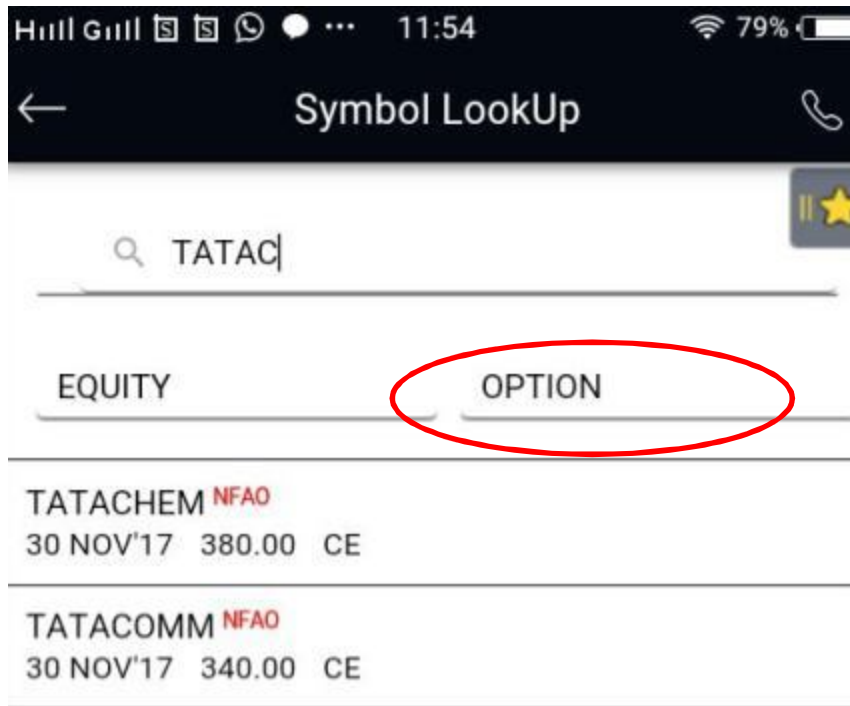 H G S S ... 11:54 79%
Symbol LookUp
TATAC
EQUITY OPTION
TATACHEM NFAO
30 NOV'17 380.00 CE
TATACOMM NFAO
30 NOV'17 340.00 CE